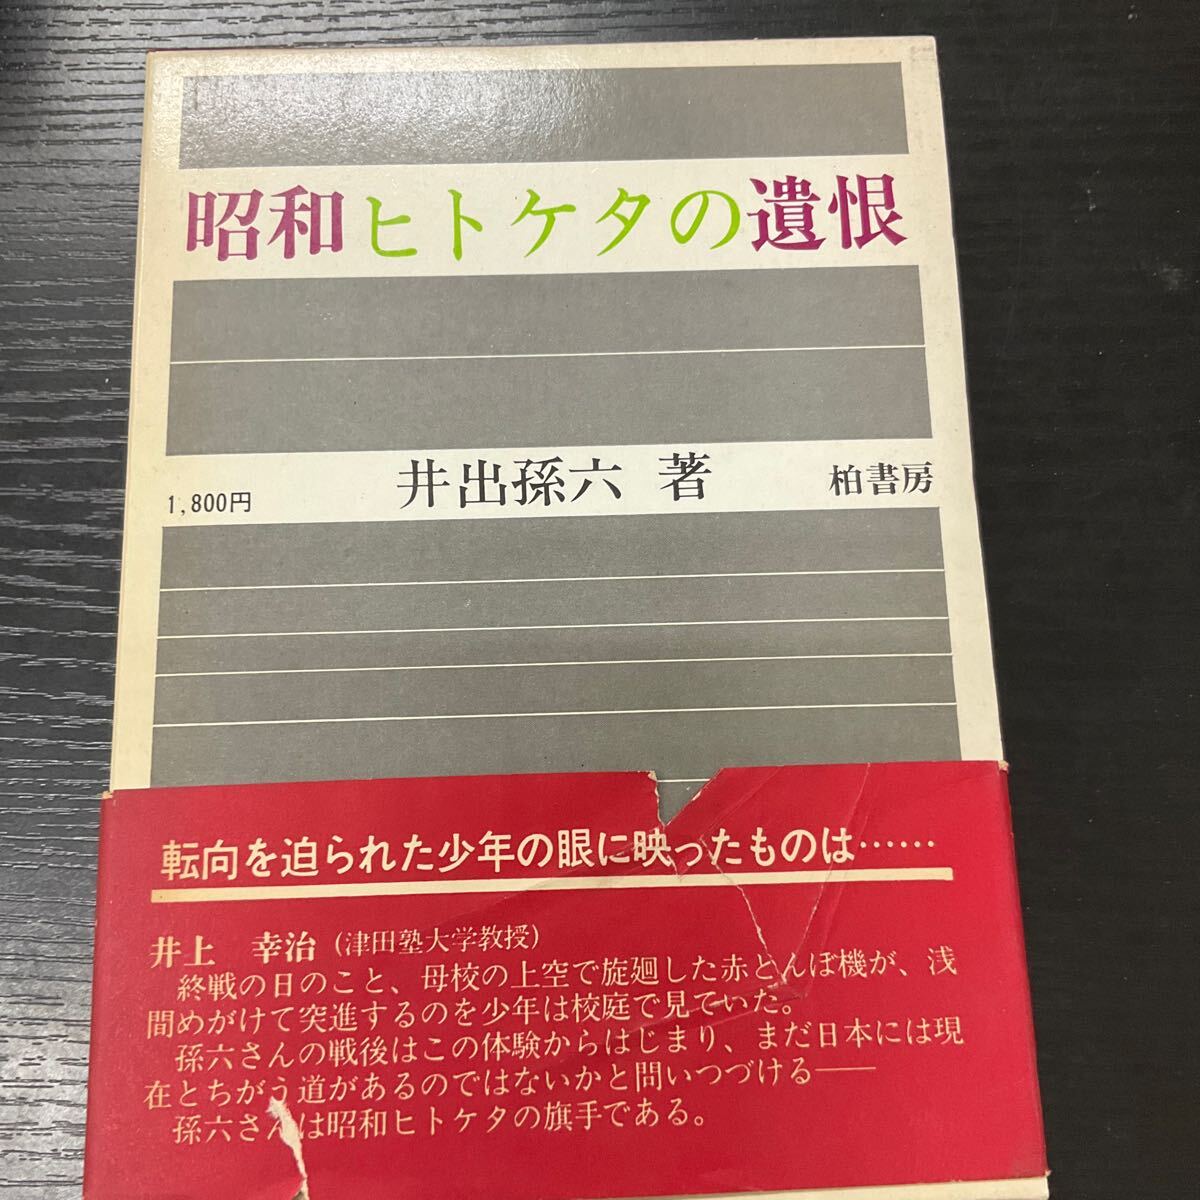 昭和ヒトケタの遺恨
井出孫六 著
柏書房
1,800円
転向を迫られた少年の眼に映ったものは……
井上 幸治（津田塾大学教授）
終戦の日のこと、母校の上空で旋廻した赤とんぼ機が、浅
間めがけて突進するのを少年は校庭で見ていた。
孫六さんの戦後はこの体験からはじまり、まだ日本には現
在とちがう道があるのではないかと問いつづける――
孫六さんは昭和ヒトケタの旗手である。